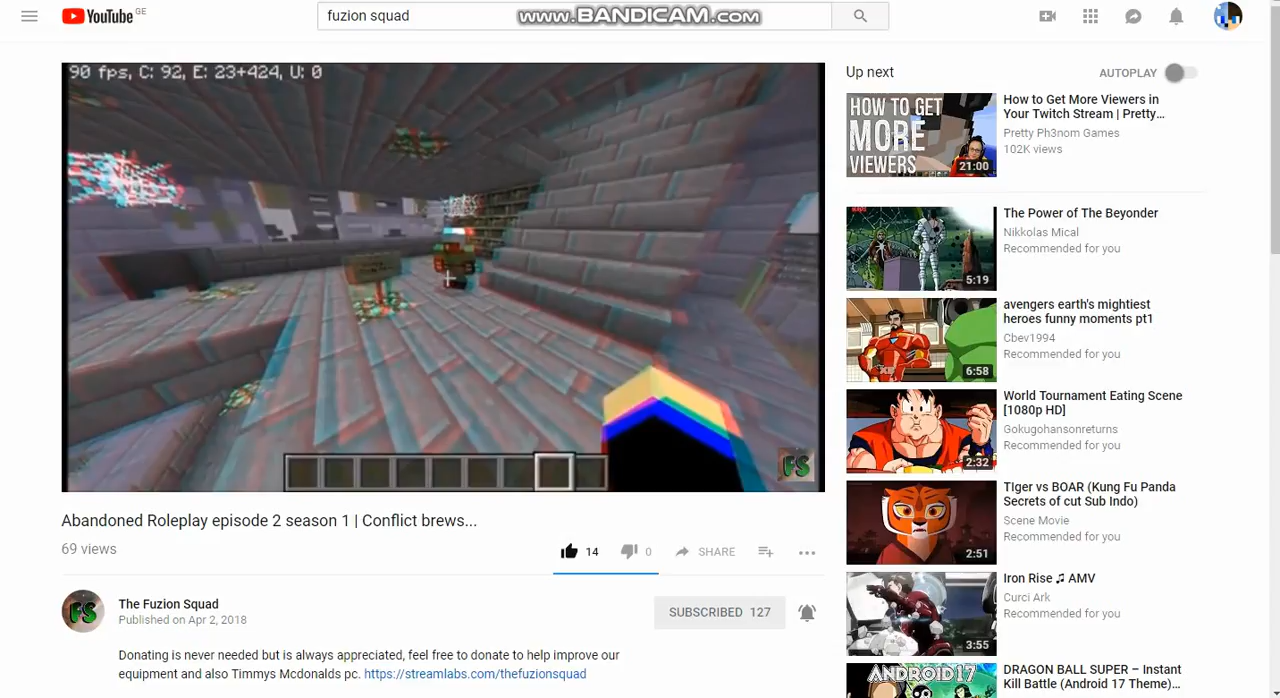 YouTube GE
fuzion squad
www.BANDICAM.com
90 fps, C: 92, E: 23+424, U: 0
FS
Abandoned Roleplay episode 2 season 1 | Conflict brews...
69 views
14
0
SHARE
FS
The Fuzion Squad
Published on Apr 2, 2018
SUBSCRIBED 127
Donating is never needed but is always appreciated, feel free to donate to help improve our
equipment and also Timmys Mcdonalds pc. https://streamlabs.com/thefuzionsquad
Up next
AUTOPLAY
HOW TO GET
MORE
VIEWERS
21:00
How to Get More Viewers in
Your Twitch Stream | Pretty...
Pretty Ph3nom Games
102K views
5:19
The Power of The Beyonder
Nikkolas Mical
Recommended for you
6:58
avengers earth's mightiest
heroes funny moments pt1
Cbev1994
Recommended for you
2:32
World Tournament Eating Scene
[1080p HD]
Gokugohansonreturns
Recommended for you
2:51
TIger vs BOAR (Kung Fu Panda
Secrets of cut Sub Indo)
Scene Movie
Recommended for you
3:55
Iron Rise ♫ AMV
Curci Ark
Recommended for you
ANDROID17
DRAGON BALL SUPER – Instant
Kill Battle (Android 17 Theme)...